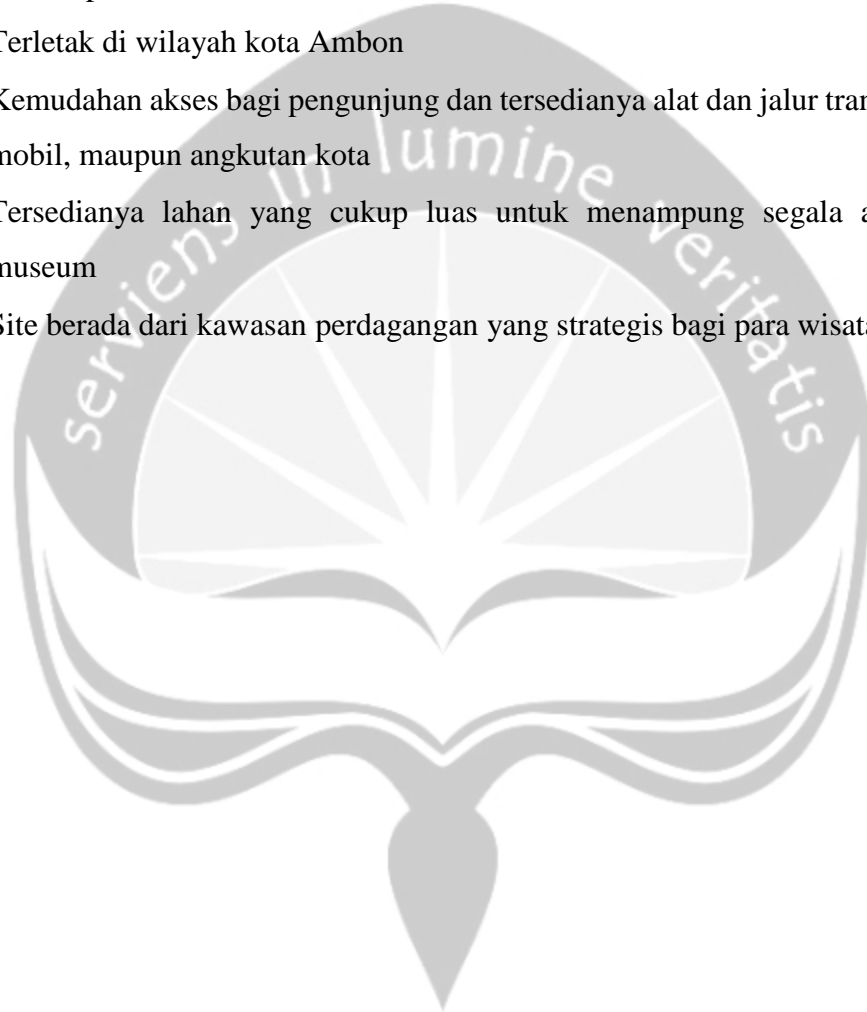 Terletak di wilayah kota Ambon
Kemudahan akses bagi pengunjung dan tersedianya alat dan jalur
mobil, maupun angkutan kota
Tersedianya lahan yang cukup luas untuk menampung segala
museum
Site berada dari kawasan perdagangan yang strategis bagi para
serviens in lumine veritatis